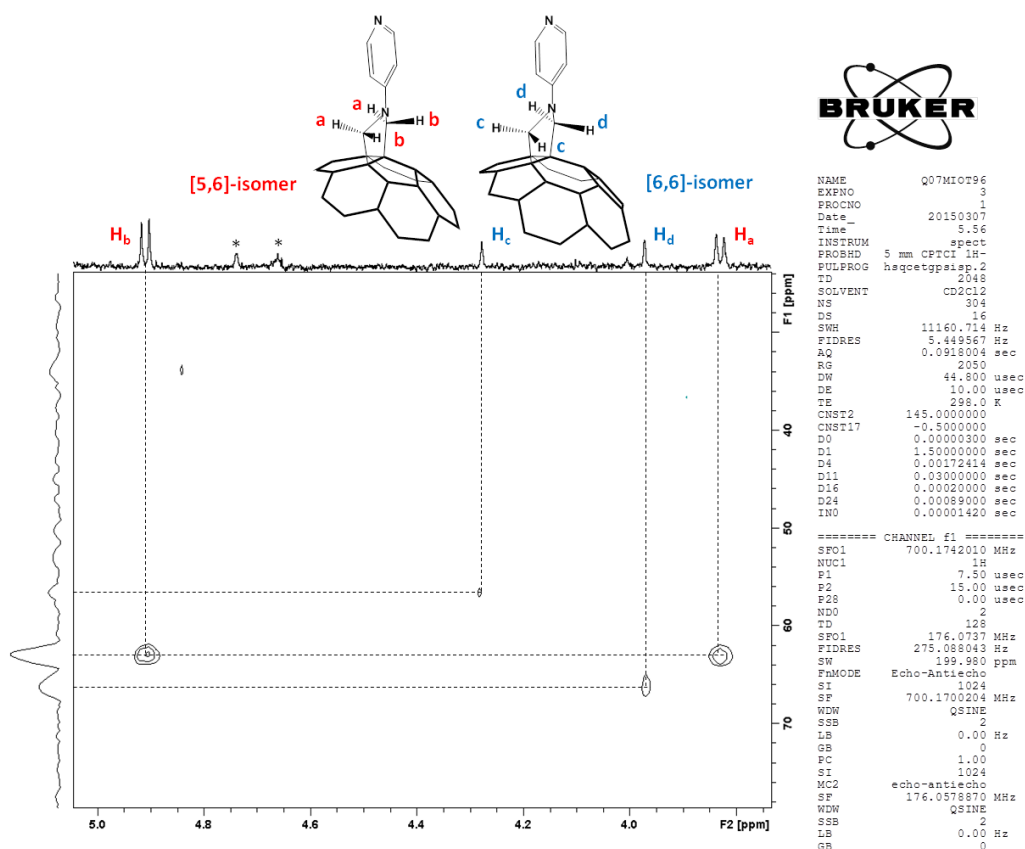 N
N
a H
N
H
b
a H
H
b
[5,6]-isomer
d
H
N
H
d
c H
H
c
[6,6]-isomer
BRUKER
H_b
*
*
H_c
H_d
H_a
F1 [ppm]
40
50
60
70
5.0 4.8 4.6 4.4 4.2 4.0 F2 [ppm]
NAME Q07MIOT96
EXPNO 3
PROCNO 1
Date_ 20150307
Time 5.56
INSTRUM spect
PROBHD 5 mm CPTCI 1H-
PULPROG hsqcetgpsisp.2
TD 2048
SOLVENT CD2Cl2
NS 304
DS 16
SWH 11160.714 Hz
FIDRES 5.449567 Hz
AQ 0.0918004 sec
RG 2050
DW 44.800 usec
DE 10.00 usec
TE 298.0 K
CNST2 145.0000000
CNST17 -0.5000000
D0 0.00000300 sec
D1 1.50000000 sec
D4 0.00172414 sec
D11 0.03000000 sec
D16 0.00020000 sec
D24 0.00089000 sec
IN0 0.00001420 sec
======== CHANNEL f1 ========
SFO1 700.1742010 MHz
NUC1 1H
P1 7.50 usec
P2 15.00 usec
P28 0.00 usec
ND0 2
TD 128
SFO1 176.0737 MHz
FIDRES 275.088043 Hz
SW 199.980 ppm
FnMODE Echo-Antiecho
SI 1024
SF 700.1700204 MHz
WDW QSINE
SSB 2
LB 0.00 Hz
GB 0
PC 1.00
SI 1024
MC2 echo-antiecho
SF 176.0578870 MHz
WDW QSINE
SSB 2
LB 0.00 Hz
GB 0